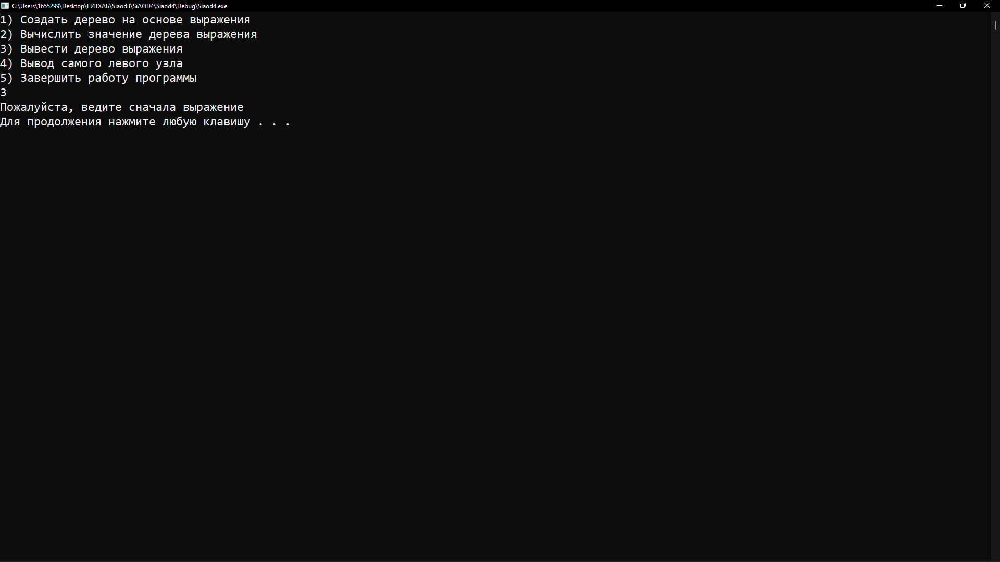 C:\Users\1655299\Desktop\ГИТХАБ\Siaod3\SiAOD4\Siaod4\Debug\Siaod4.exe
1) Создать дерево на основе выражения
2) Вычислить значение дерева выражения
3) Вывести дерево выражения
4) Вывод самого левого узла
5) Завершить работу программы
3
Пожалуйста, ведите сначала выражение
Для продолжения нажмите любую клавишу . . .